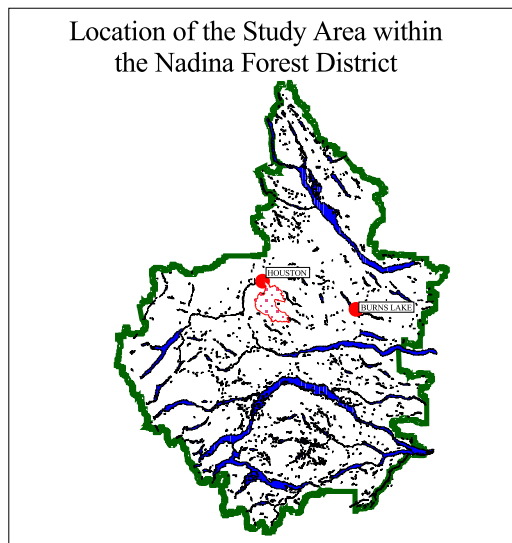 Location of the Study Area within
the Nadina Forest District
HOUSTON
BURNS LAKE